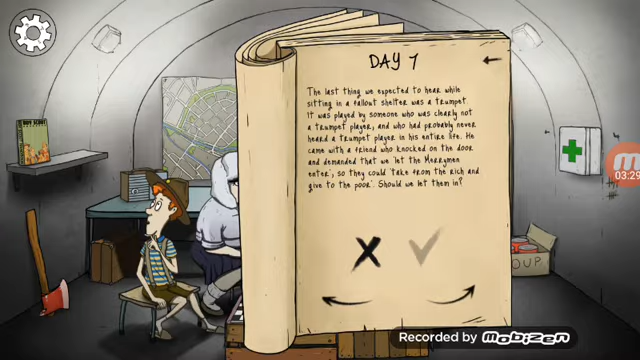 DAY 7
The last thing we expected to hear while
sitting in a fallout shelter was a trumpet.
It was played by someone who was clearly not
a trumpet player, and who had probably never
heard a trumpet player in his entire life. He
came with a friend who knocked on the door
and demanded that we 'let the Merrymen
enter', so they could 'take from the rich and
give to the poor'. Should we let them in?
OUP
03:29
Recorded by Mobizen